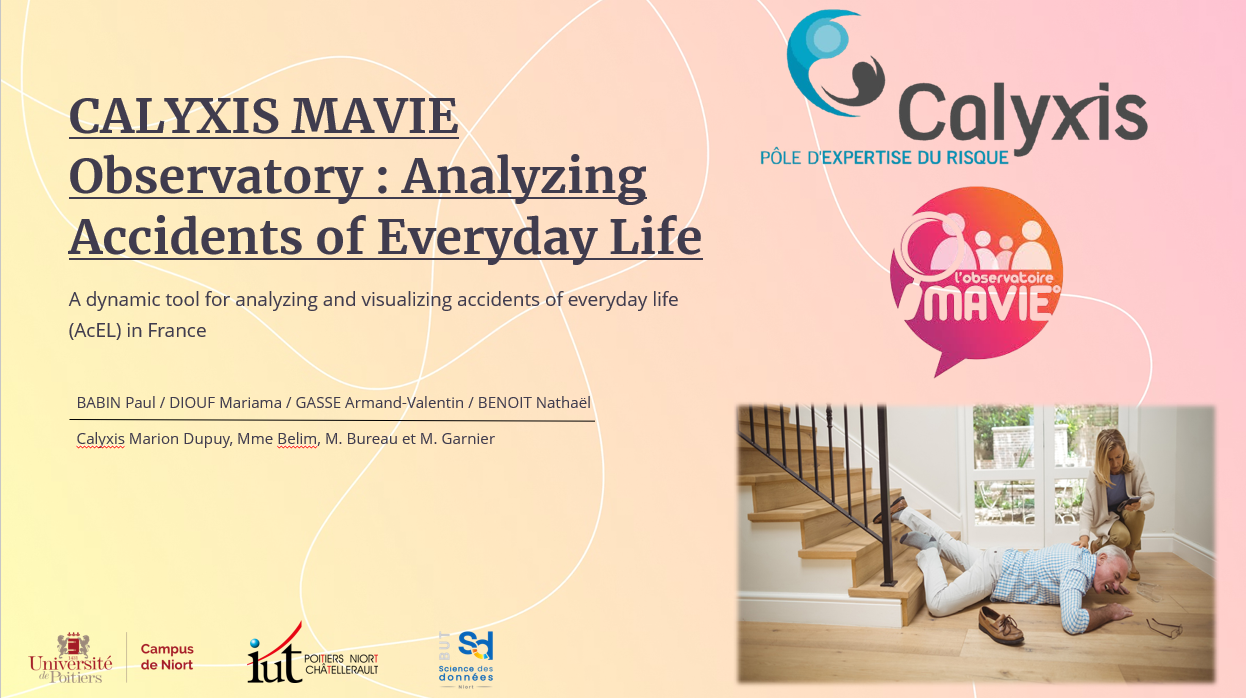 CALYXIS MAVIE
Observatory : Analyzing
Accidents of Everyday Life
A dynamic tool for analyzing and visualizing accidents of everyday life
(AcEL) in France
BABIN Paul / DIOUF Mariama / GASSE Armand-Valentin / BENOIT Nathaël
Calyxis Marion Dupuy, Mme Belim, M. Bureau et M. Garnier
Calyxis
PÔLE D'EXPERTISE DU RISQUE
l'observatoire
MAVIE
Université
de Poitiers
Campus
de Niort
iut
POITIERS NIORT
CHÂTELLERAULT
BUT
Sd
Science des
données
Niort